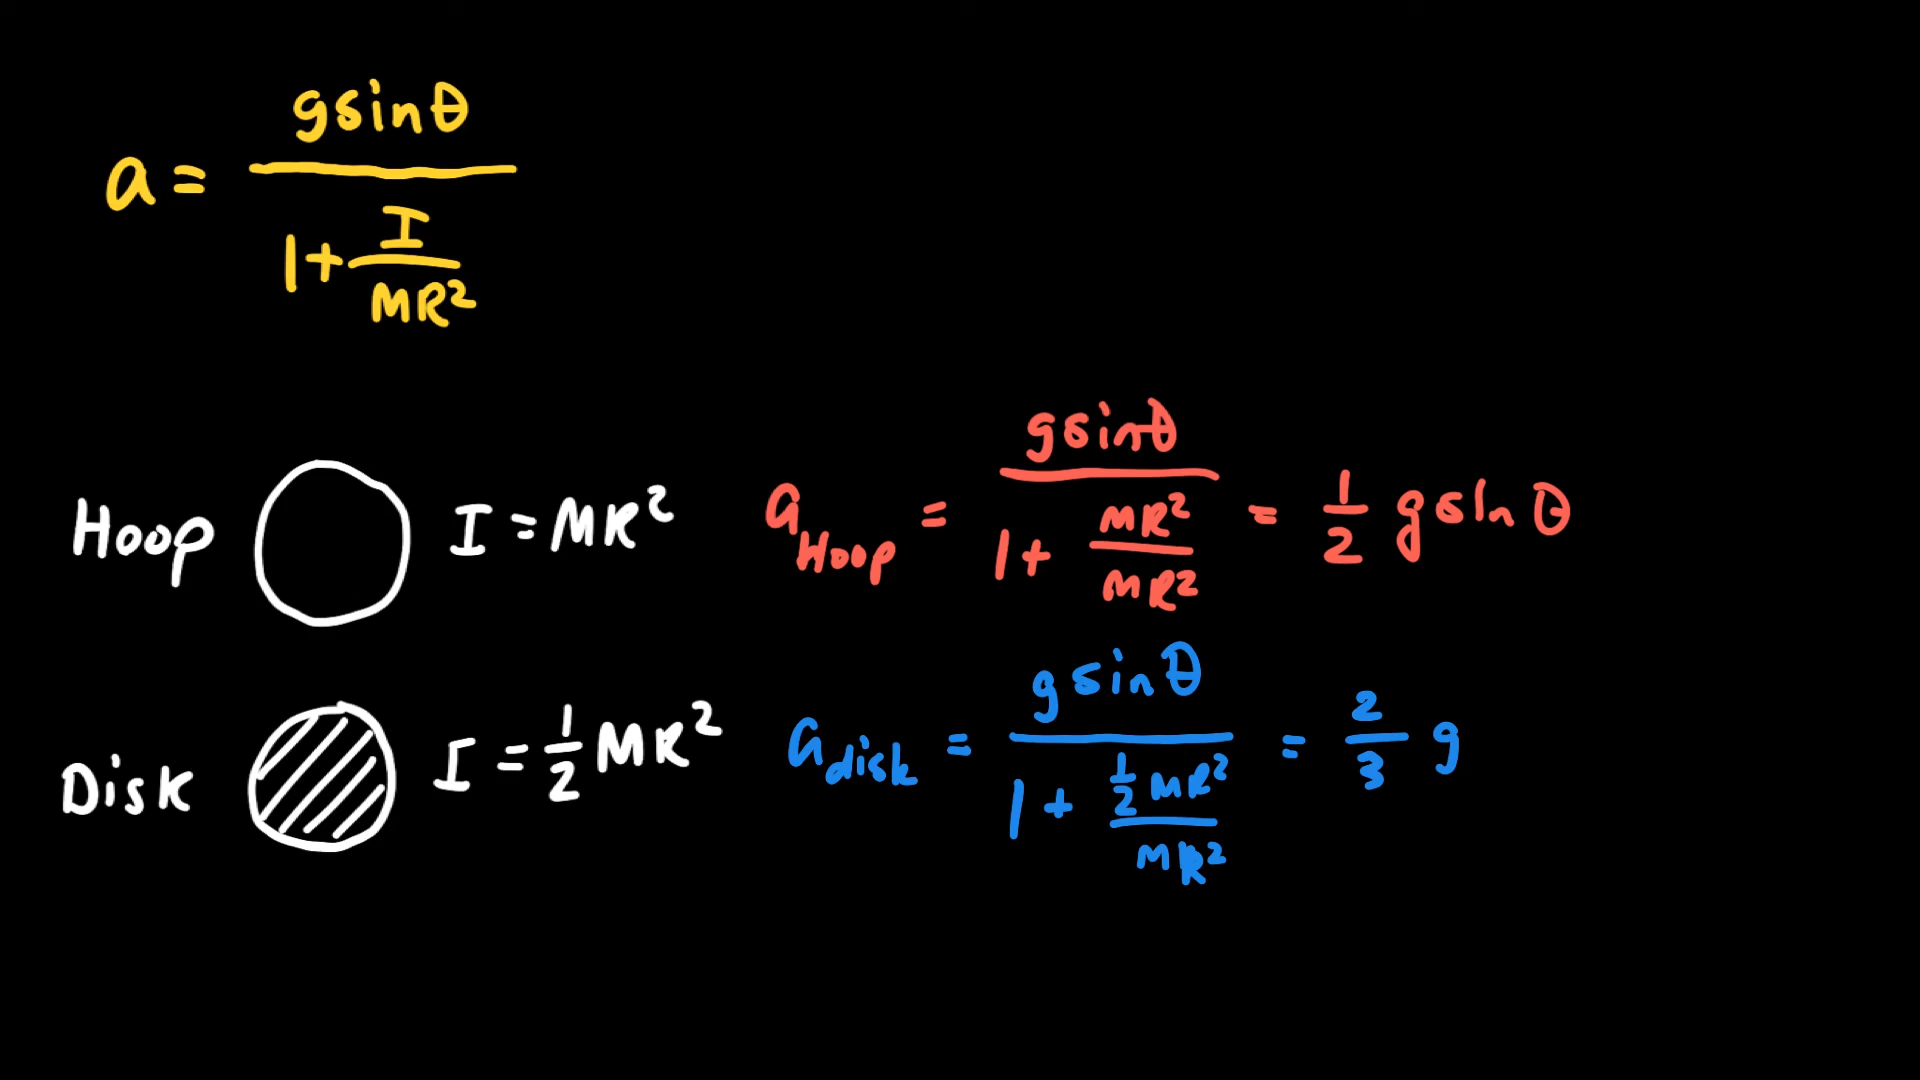 a = gsinθ / (1 + I / MR²)
Hoop I = MR² a_Hoop = gsinθ / (1 + MR² / MR²) = 1/2 gsinθ
Disk I = 1/2 MR² a_disk = gsinθ / (1 + 1/2 MR² / MR²) = 2/3 g